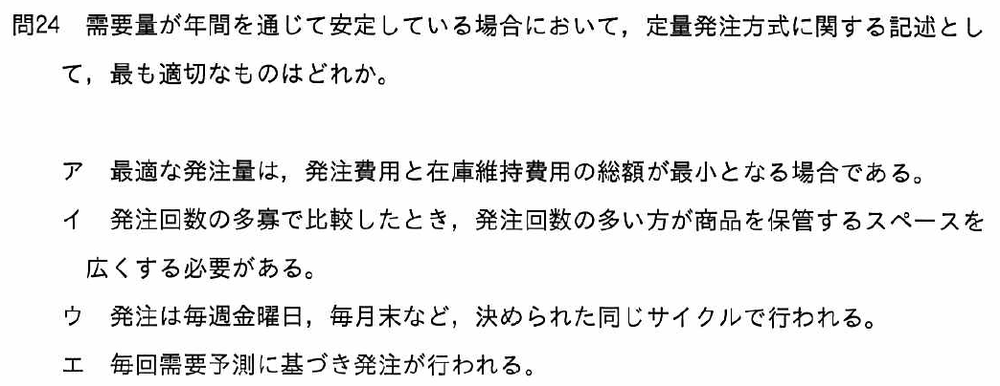 問24　需要量が年間を通じて安定している場合において，定量発注方式に関する記述とし
て，最も適切なものはどれか。
ア　最適な発注量は，発注費用と在庫維持費用の総額が最小となる場合である。
イ　発注回数の多寡で比較したとき，発注回数の多い方が商品を保管するスペースを
広くする必要がある。
ウ　発注は毎週金曜日，毎月末など，決められた同じサイクルで行われる。
エ　毎回需要予測に基づき発注が行われる。